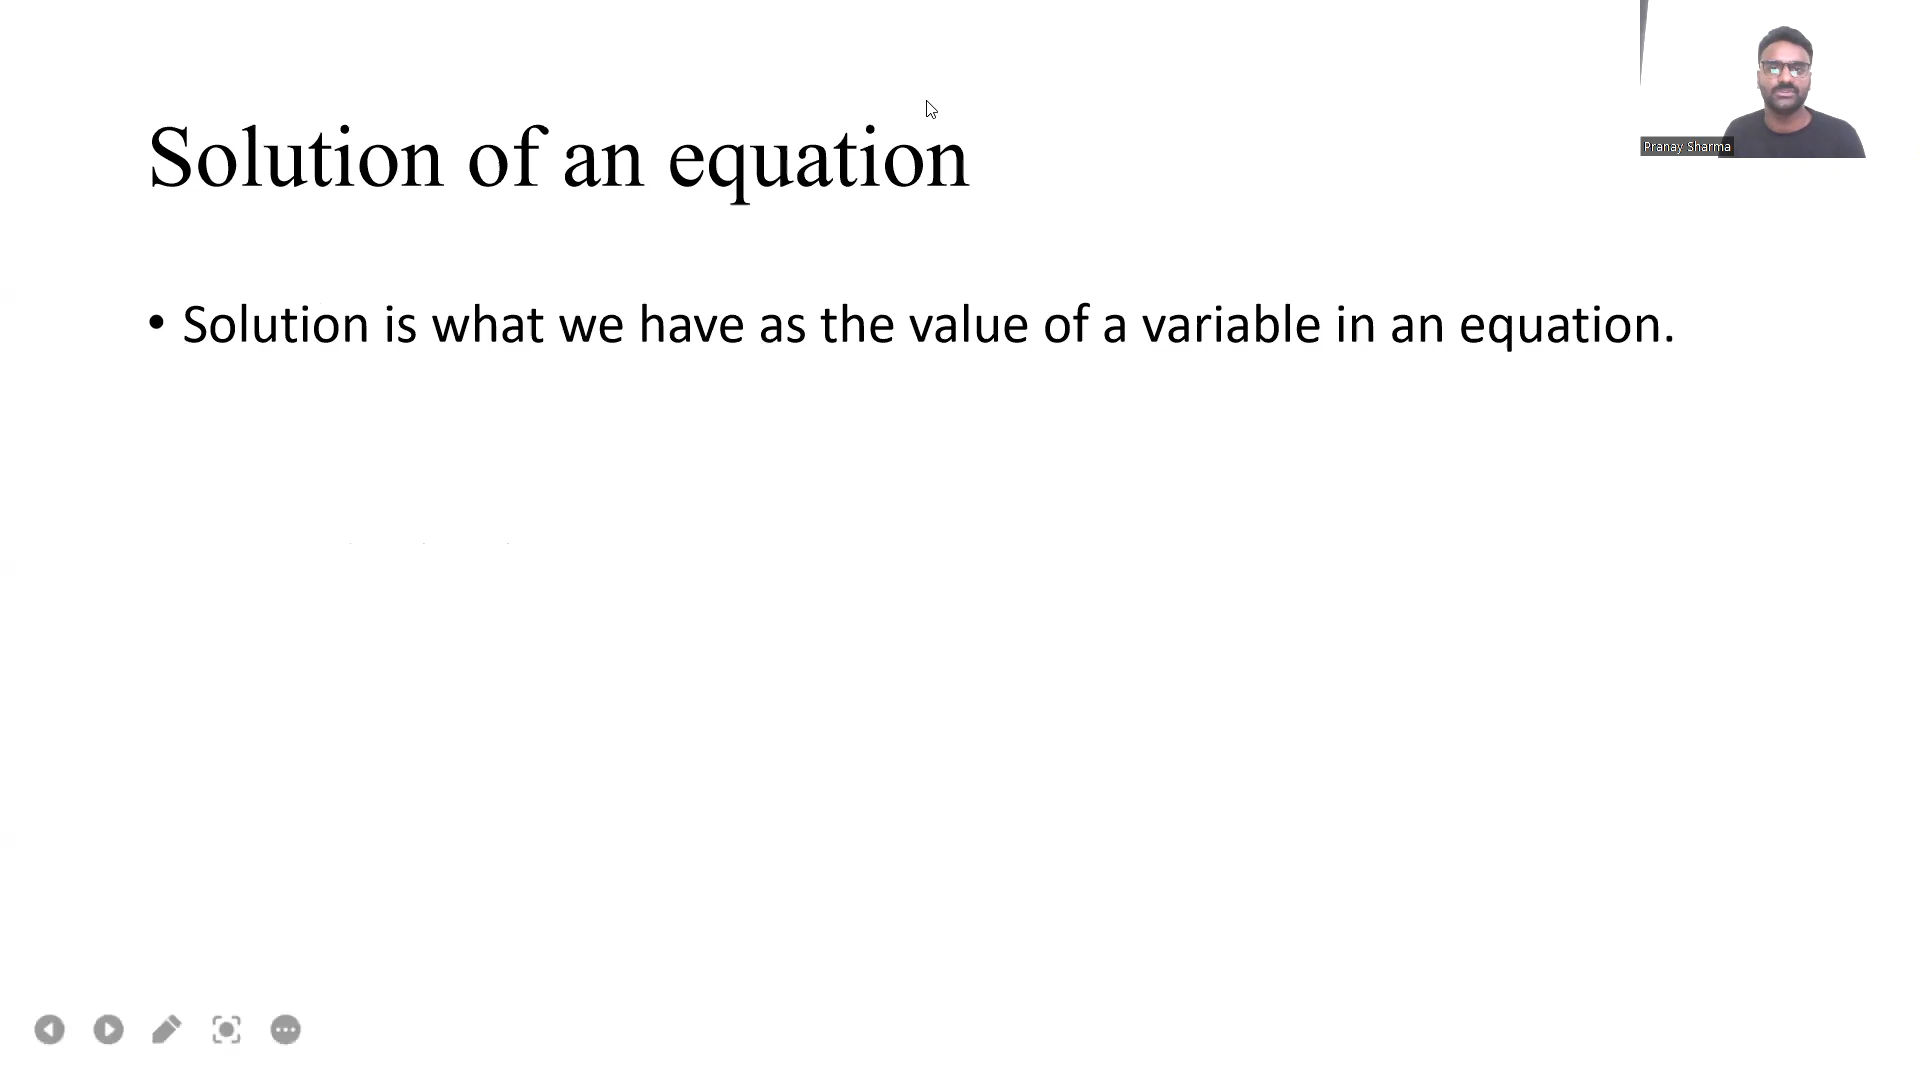 Pranay Sharma
Solution of an equation
• Solution is what we have as the value of a variable in an equation.